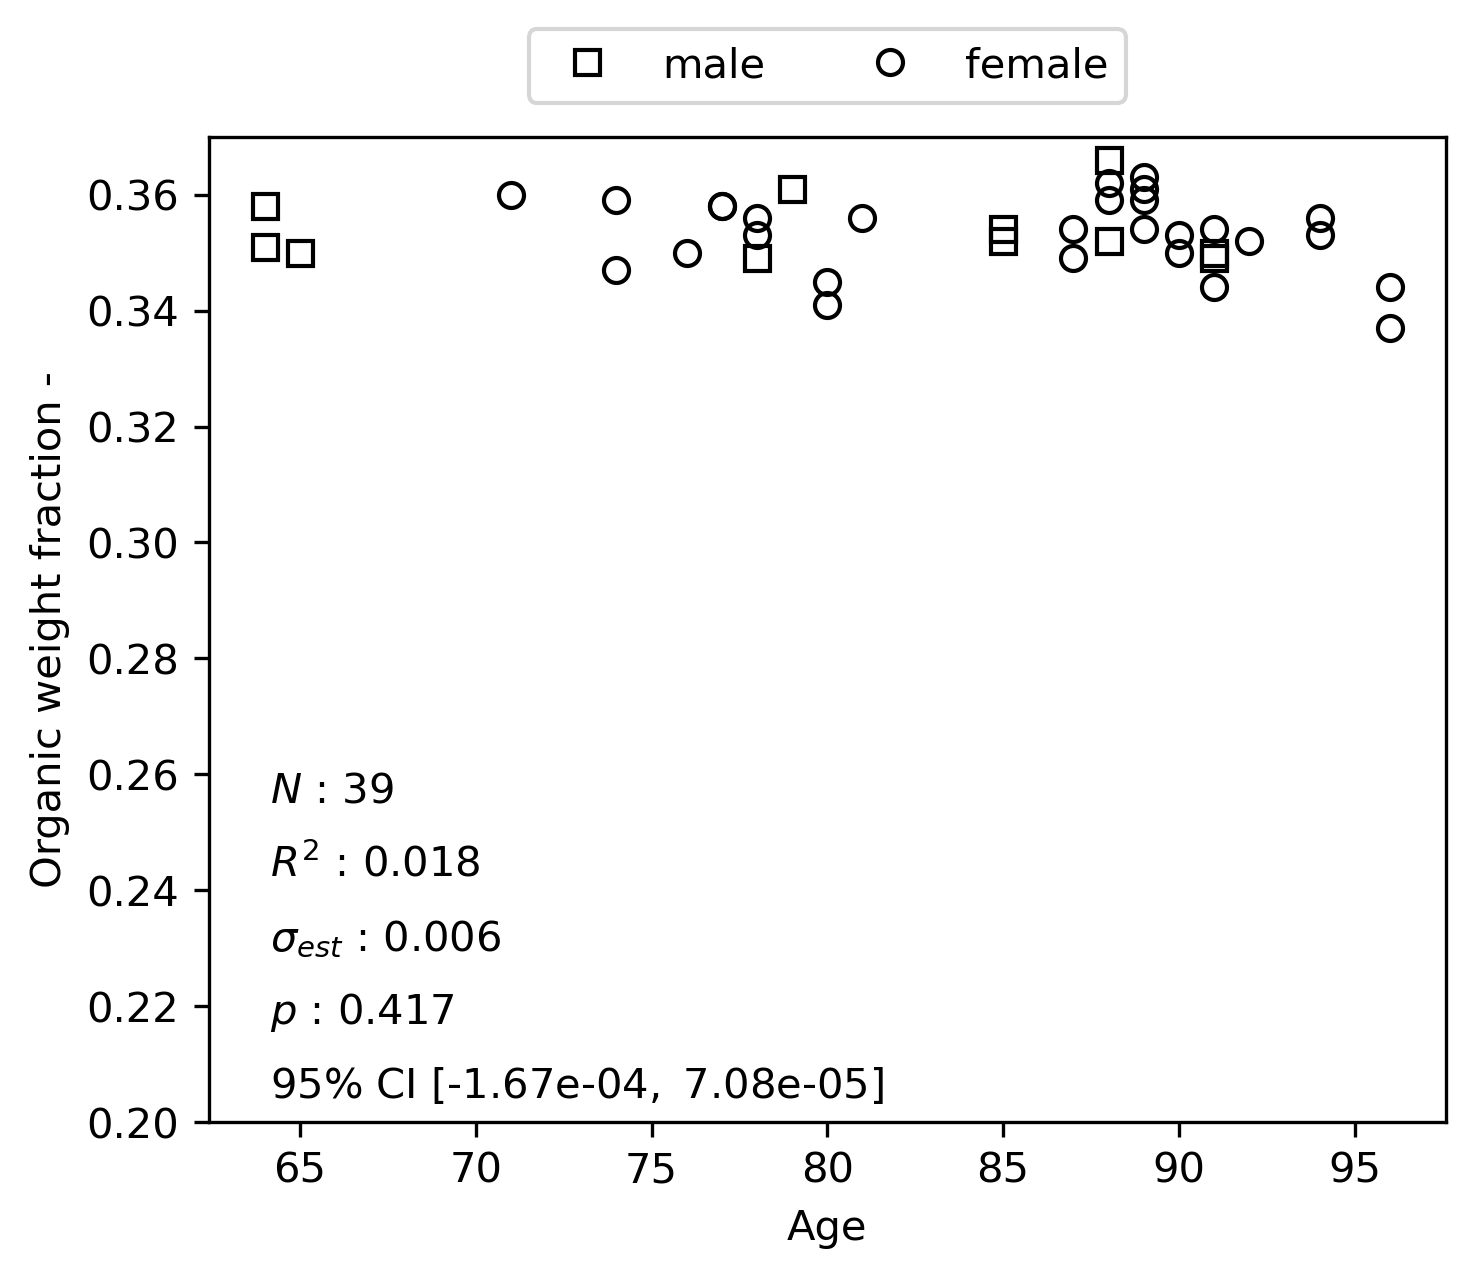 male female
0.36
0.34
0.32
0.30
0.28
0.26
0.24
0.22
0.20
Organic weight fraction -
N : 39
R² : 0.018
σest : 0.006
p : 0.417
95% CI [-1.67e-04, 7.08e-05]
65 70 75 80 85 90 95
Age